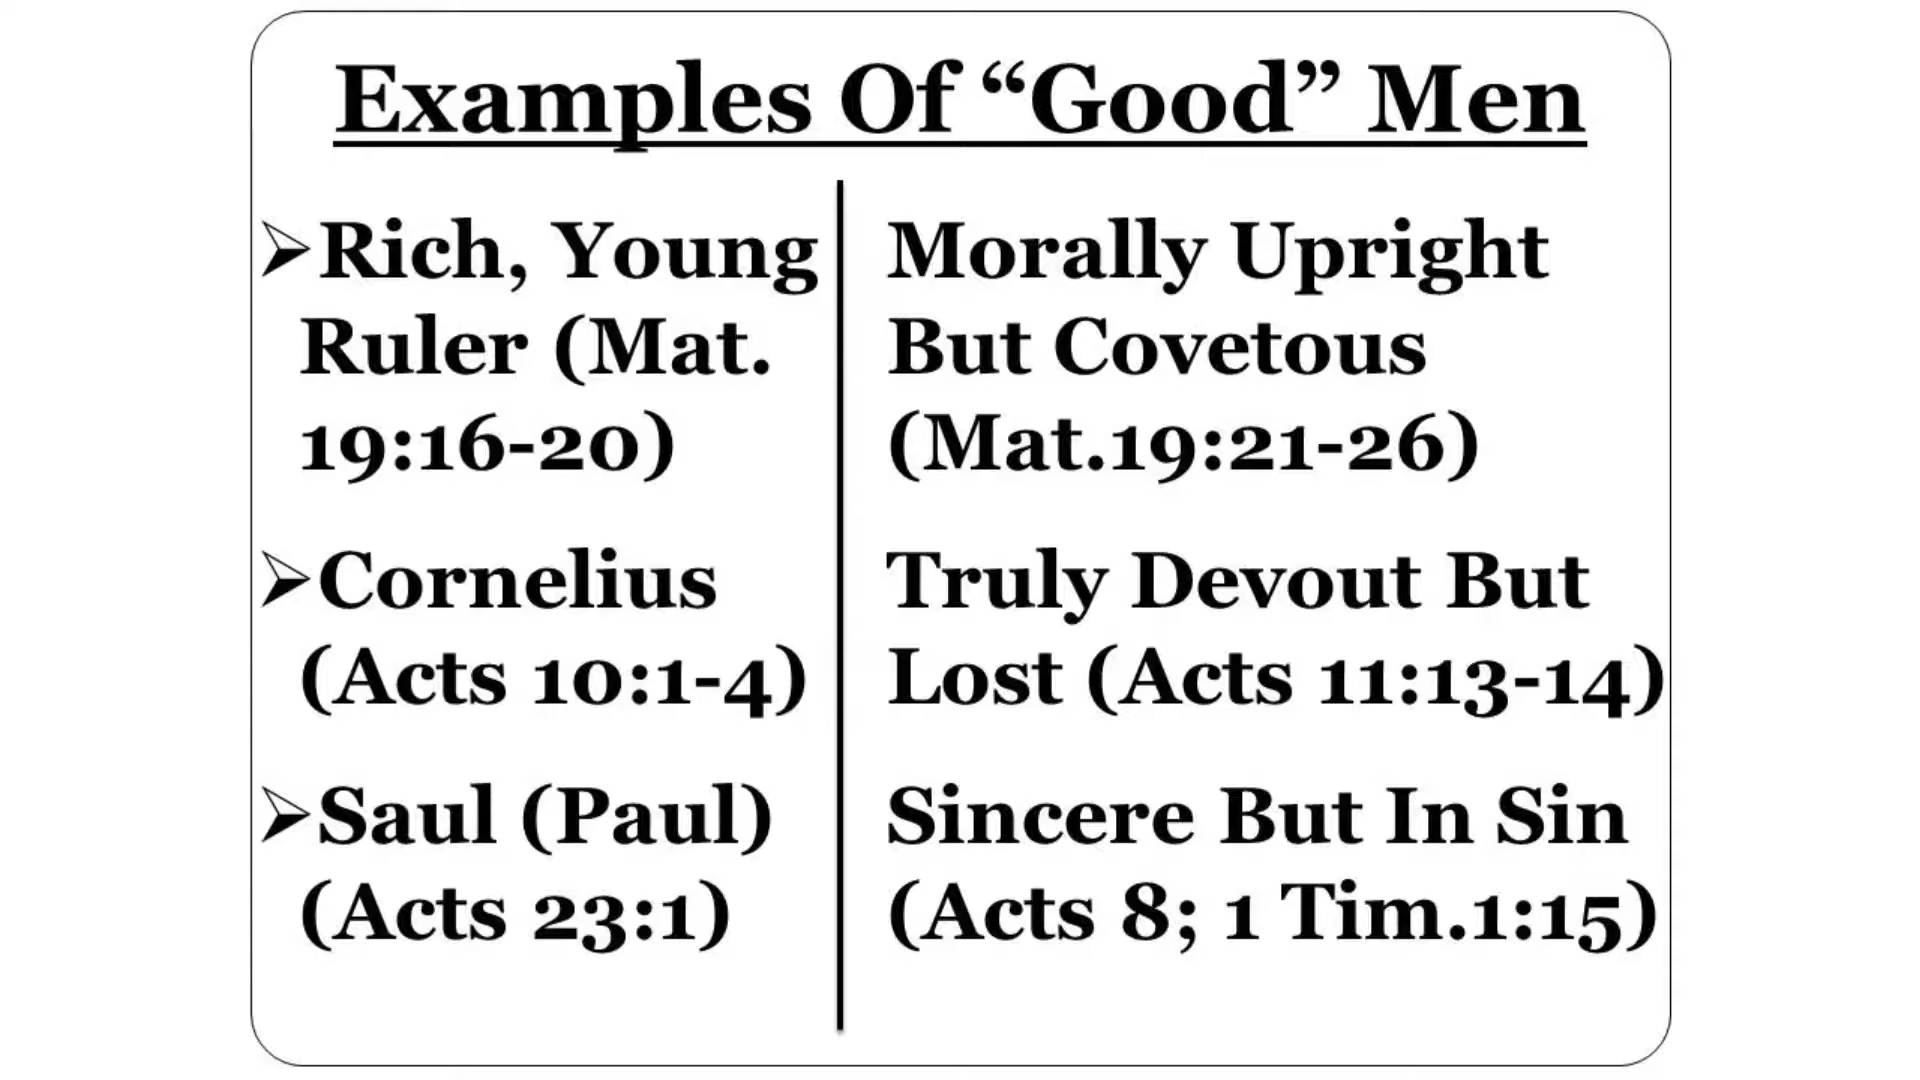 Examples Of “Good” Men
Rich, Young
Ruler (Mat.
19:16-20)
Morally Upright
But Covetous
(Mat.19:21-26)
Cornelius
(Acts 10:1-4)
Truly Devout But
Lost (Acts 11:13-14)
Saul (Paul)
(Acts 23:1)
Sincere But In Sin
(Acts 8; 1 Tim.1:15)